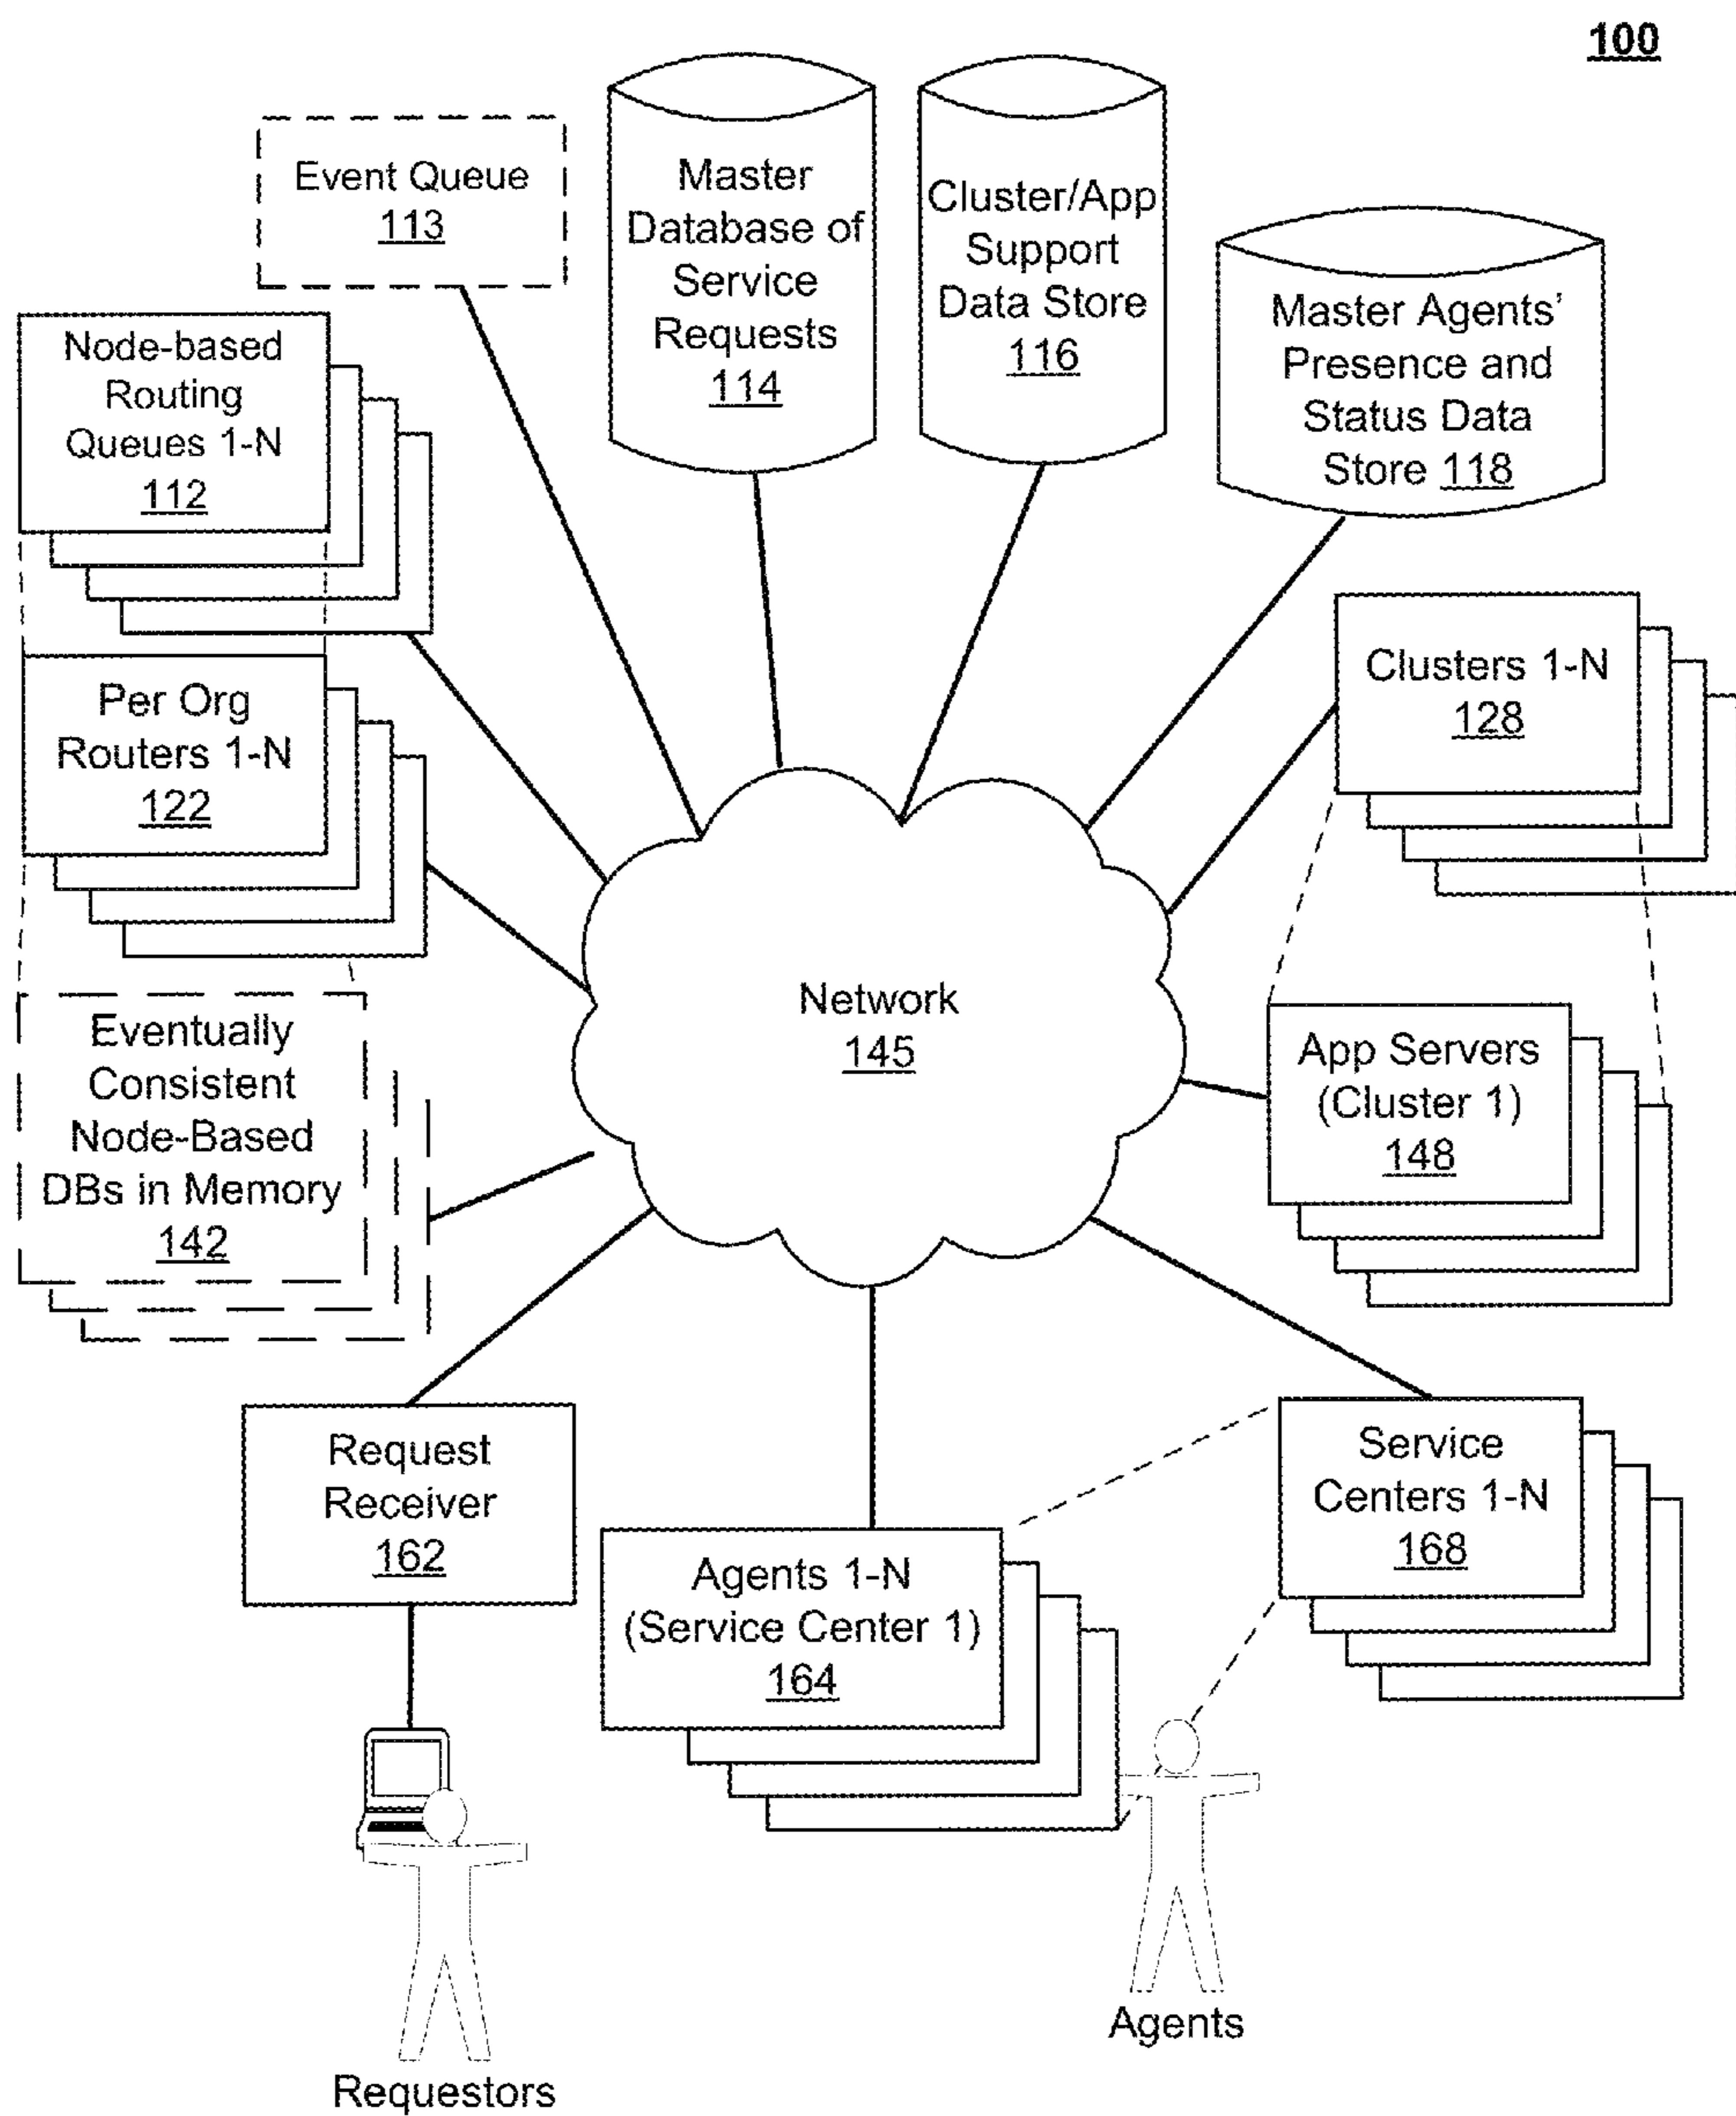 100
Event Queue
113
Master
Database of
Service
Requests
114
Cluster/App
Support
Data Store
116
Master Agents’
Presence and
Status Data
Store 118
Node-based
Routing
Queues 1-N
112
Per Org
Routers 1-N
122
Clusters 1-N
128
Network
145
Eventually
Consistent
Node-Based
DBs in Memory
142
App Servers
(Cluster 1)
148
Request
Receiver
162
Agents 1-N
(Service Center 1)
164
Service
Centers 1-N
168
Agents
Requestors